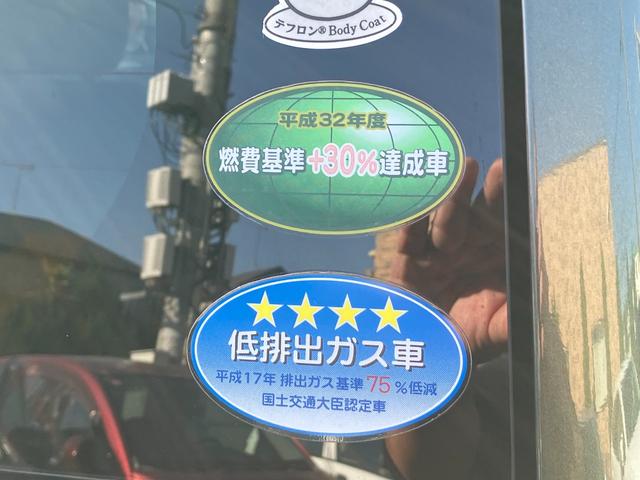 テフロン® Body Coat
平成32年度
燃費基準+30%達成車
低排出ガス車
平成17年 排出ガス基準 75 %低減
国土交通大臣認定車